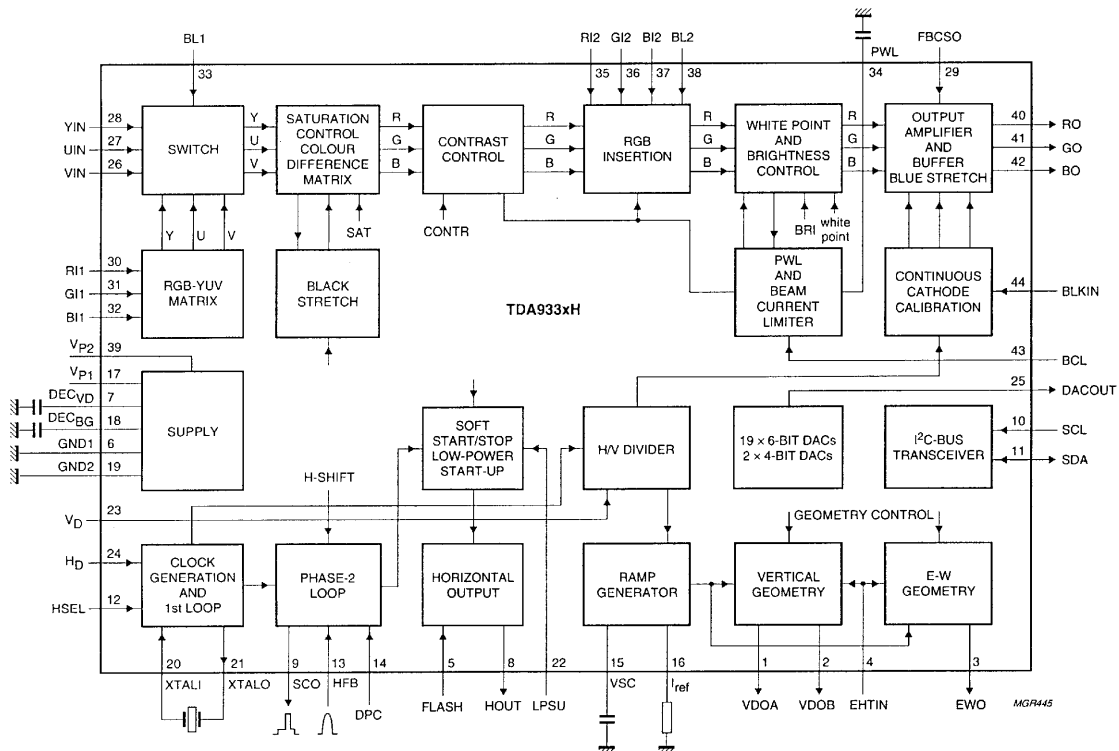 RI2 GI2 BI2 BL2
BL1
PWL
FBCSO
33
35 36 37 38
34
29
YIN 28
UIN 27
VIN 26
SWITCH
Y
U
V
SATURATION
CONTROL
COLOUR
DIFFERENCE
MATRIX
R
G
B
CONTRAST
CONTROL
R
G
B
RGB
INSERTION
R
G
B
WHITE POINT
AND
BRIGHTNESS
CONTROL
R
G
B
OUTPUT
AMPLIFIER
AND
BUFFER
BLUE STRETCH
40 RO
41 GO
42 BO
Y U V
SAT
CONTR
BRI
white
point
RI1 30
GI1 31
BI1 32
RGB-YUV
MATRIX
BLACK
STRETCH
TDA933xH
PWL
AND
BEAM
CURRENT
LIMITER
CONTINUOUS
CATHODE
CALIBRATION
44 BLKIN
43 BCL
VP2 39
VP1 17
DECVD 7
DECBG 18
GND1 6
GND2 19
SUPPLY
SOFT
START/STOP
LOW-POWER
START-UP
H/V DIVIDER
19 × 6-BIT DACs
2 × 4-BIT DACs
I2C-BUS
TRANSCEIVER
25 DACOUT
10 SCL
11 SDA
H-SHIFT
VD 23
HD 24
HSEL 12
GEOMETRY CONTROL
CLOCK
GENERATION
AND
1st LOOP
PHASE-2
LOOP
HORIZONTAL
OUTPUT
RAMP
GENERATOR
VERTICAL
GEOMETRY
E-W
GEOMETRY
20 21 9 13 14 5 8 22 15 16 1 2 4 3
XTALI XTALO SCO HFB DPC FLASH HOUT LPSU VSC Iref VDOA VDOB EHTIN EWO
MGR445